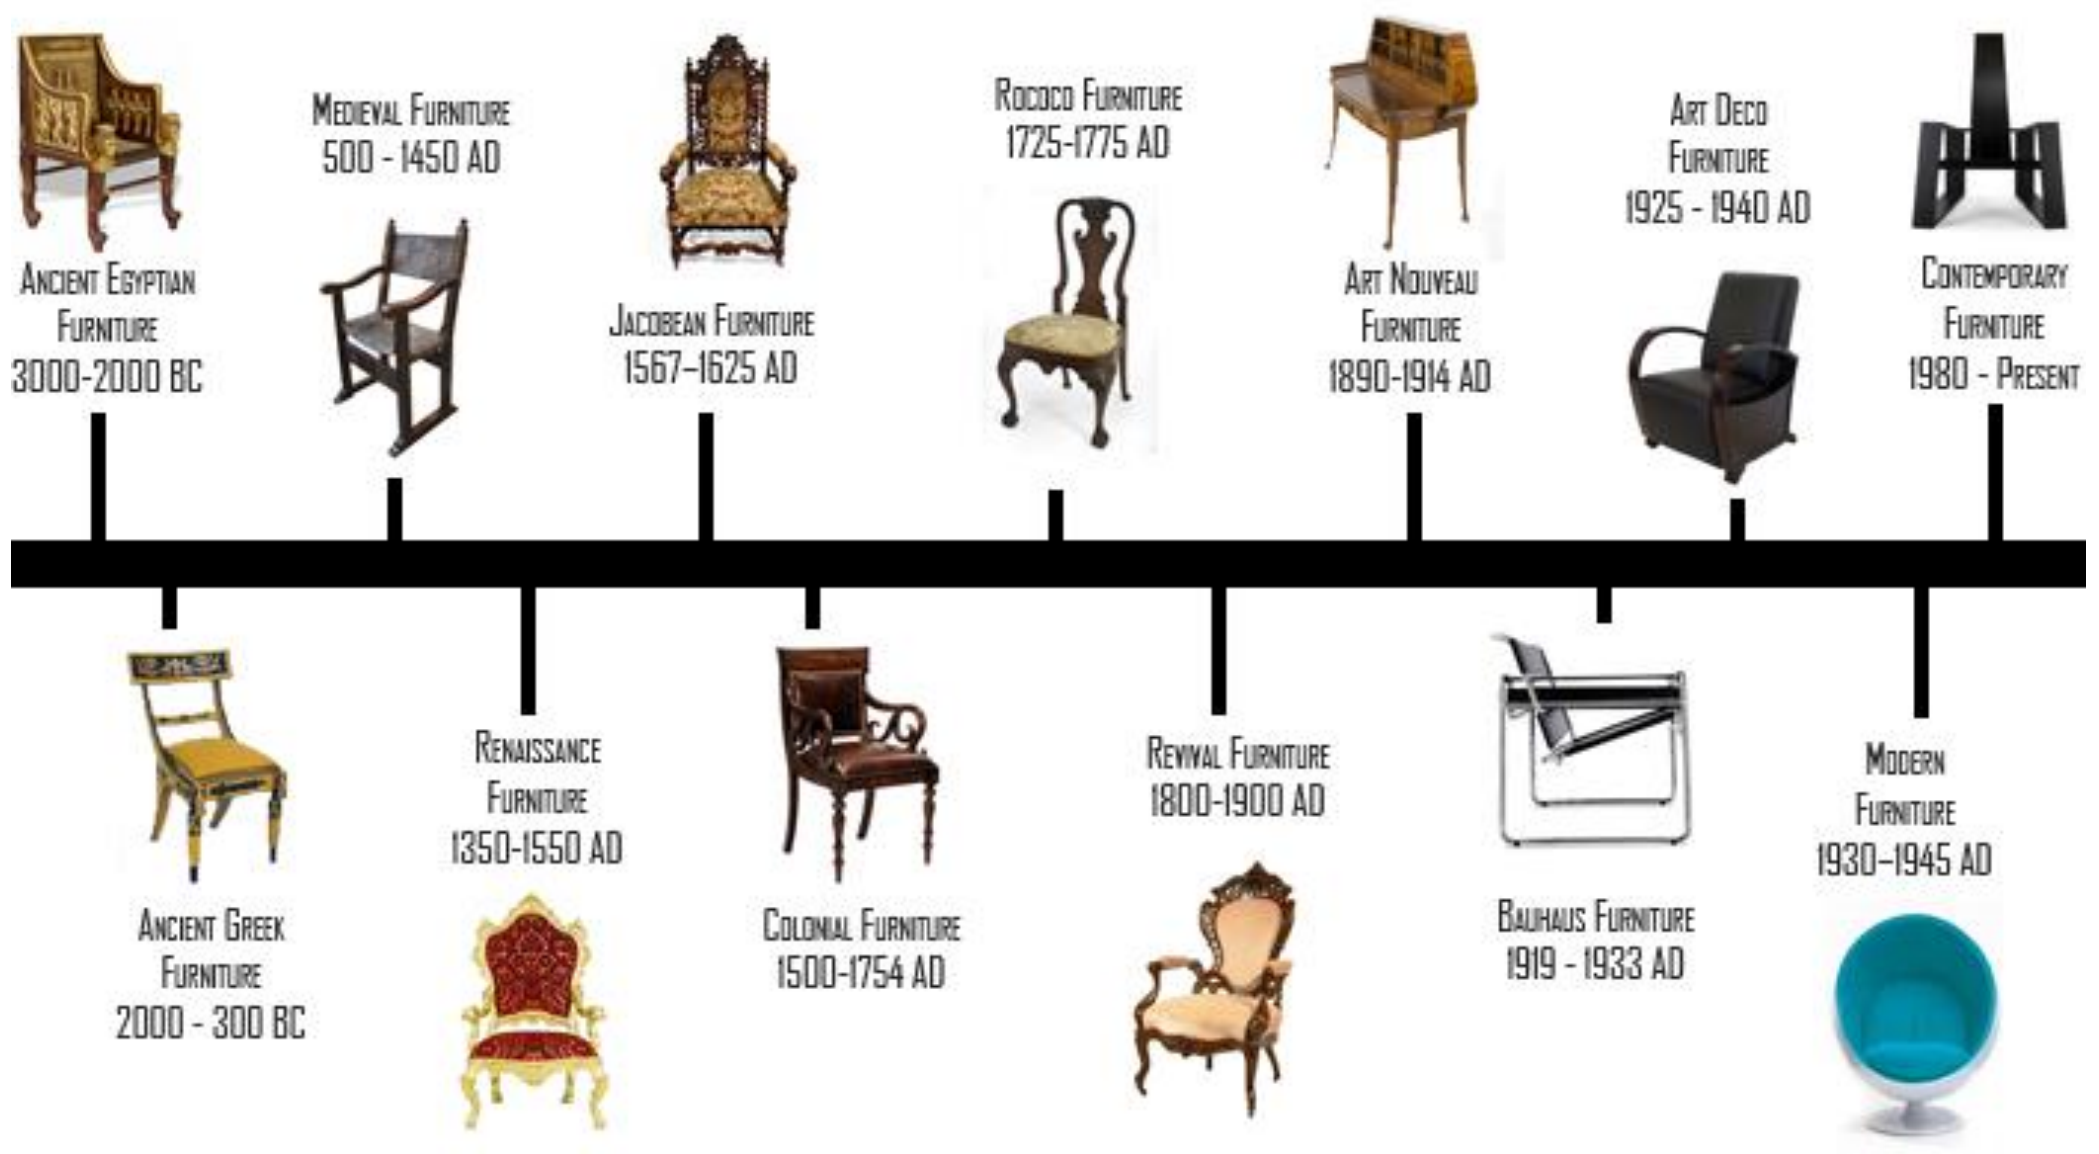 Ancient Egyptian
Furniture
3000-2000 BC
Medieval Furniture
500 - 1450 AD
Jacobean Furniture
1567–1625 AD
Rococo Furniture
1725-1775 AD
Art Nouveau
Furniture
1890-1914 AD
Art Deco
Furniture
1925 - 1940 AD
Contemporary
Furniture
1980 - Present
Ancient Greek
Furniture
2000 - 300 BC
Renaissance
Furniture
1350-1550 AD
Colonial Furniture
1500-1754 AD
Revival Furniture
1800-1900 AD
Bauhaus Furniture
1919 - 1933 AD
Modern
Furniture
1930–1945 AD